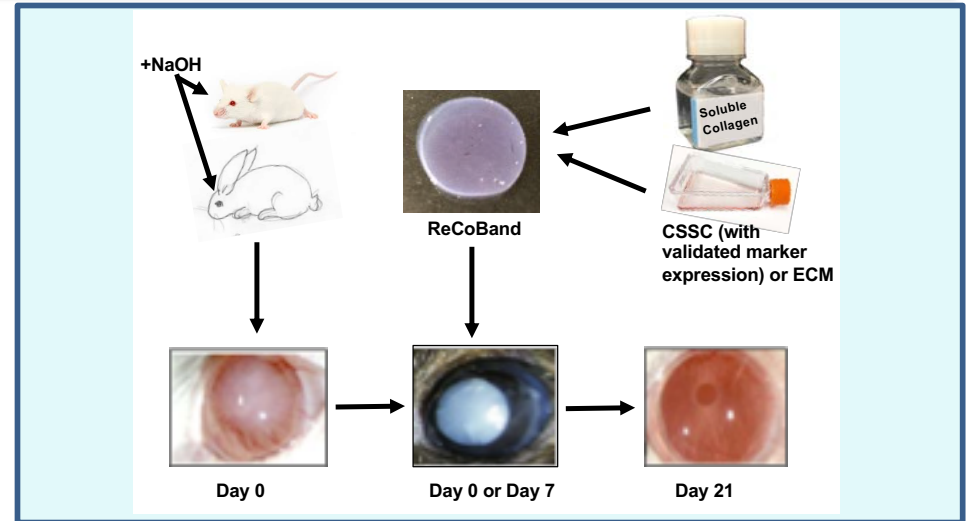 +NaOH
Soluble
Collagen
ReCoBand
CSSC (with
validated marker
expression) or ECM
Day 0
Day 0 or Day 7
Day 21